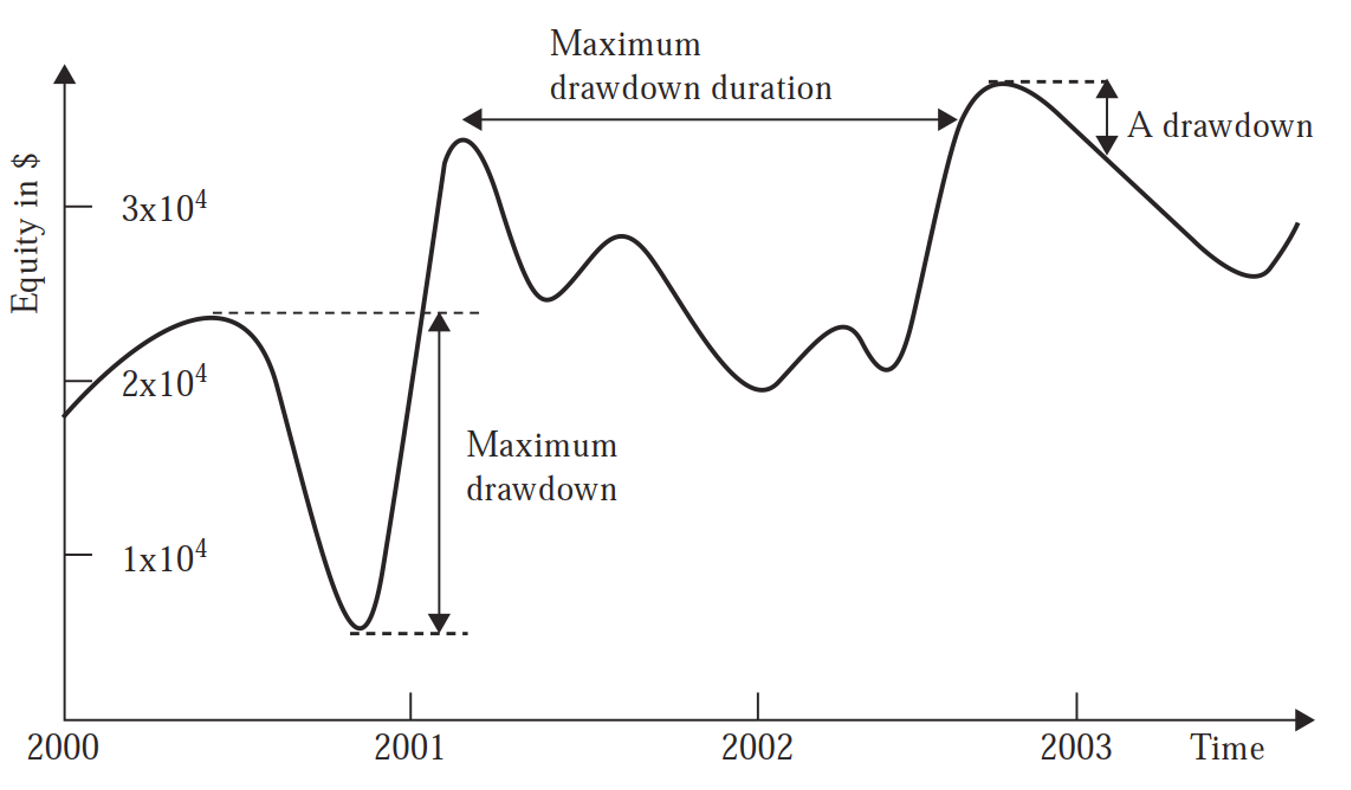 Maximum
drawdown duration
A drawdown
Equity in $
3x10⁴
2x10⁴
Maximum
drawdown
1x10⁴
2000 2001 2002 2003 Time